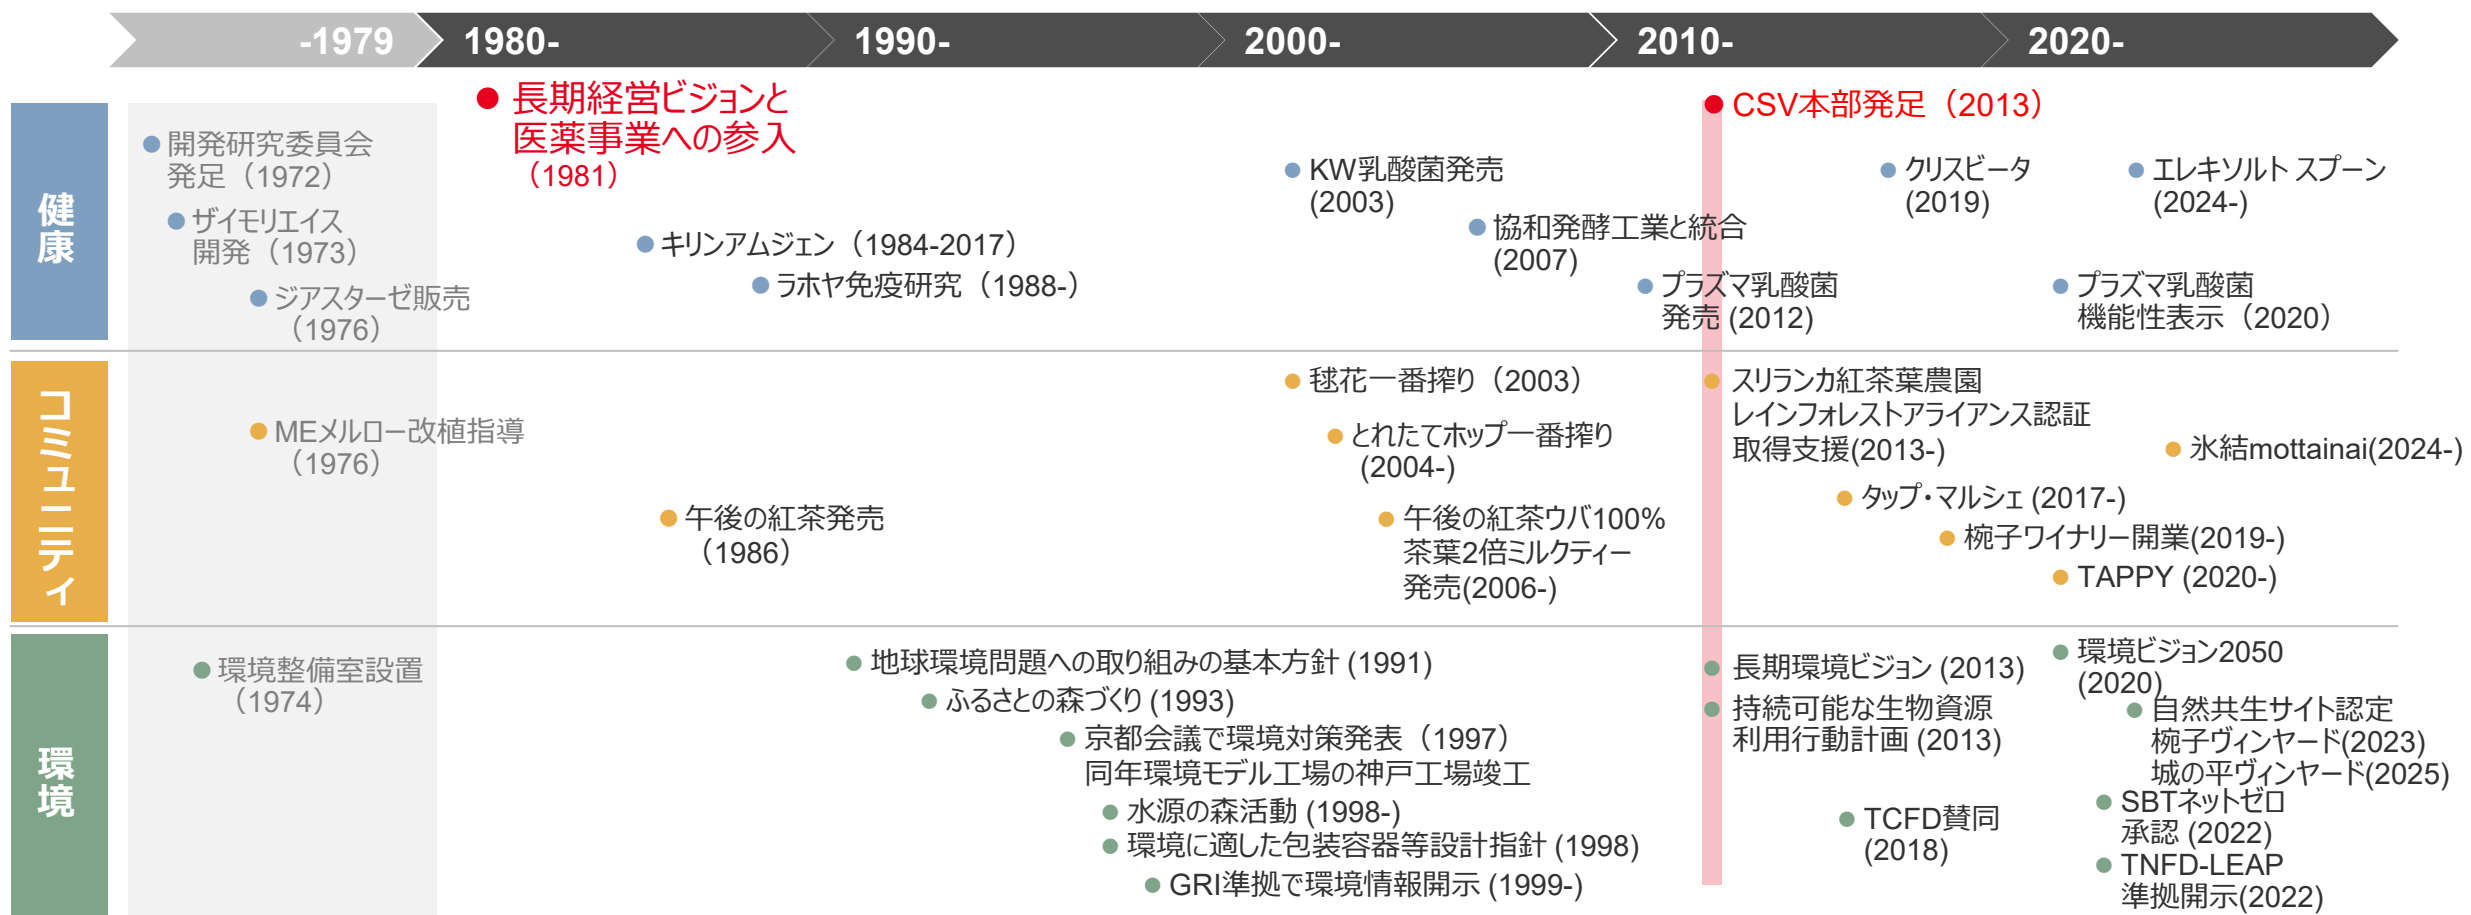 -1979
1980-
1990-
2000-
2010-
2020-
健康
長期経営ビジョンと
医薬事業への参入
（1981）
CSV本部発足（2013）
開発研究委員会
発足（1972）
ザイモリエイス
開発（1973）
ジアスターゼ販売
（1976）
キリンアムジェン（1984-2017）
ラホヤ免疫研究（1988-）
KW乳酸菌発売
(2003)
協和発酵工業と統合
(2007)
プラズマ乳酸菌
発売 (2012)
クリスビータ
(2019)
エレキソルト スプーン
(2024-)
プラズマ乳酸菌
機能性表示（2020）
コミュニティ
MEメルロー改植指導
（1976）
午後の紅茶発売
（1986）
毬花一番搾り（2003）
とれたてホップ一番搾り
(2004-)
午後の紅茶ウバ100%
茶葉2倍ミルクティー
発売(2006-)
スリランカ紅茶葉農園
レインフォレストアライアンス認証
取得支援(2013-)
タップ・マルシェ (2017-)
椀子ワイナリー開業(2019-)
TAPPY (2020-)
氷結mottainai(2024-)
環境
環境整備室設置
（1974）
地球環境問題への取り組みの基本方針 (1991)
ふるさとの森づくり (1993)
京都会議で環境対策発表（1997）
同年環境モデル工場の神戸工場竣工
水源の森活動 (1998-)
環境に適した包装容器等設計指針 (1998)
GRI準拠で環境情報開示 (1999-)
長期環境ビジョン (2013)
持続可能な生物資源
利用行動計画 (2013)
TCFD賛同
(2018)
環境ビジョン2050
(2020)
自然共生サイト認定
椀子ヴィンヤード(2023)
城の平ヴィンヤード(2025)
SBTネットゼロ
承認 (2022)
TNFD-LEAP
準拠開示(2022)